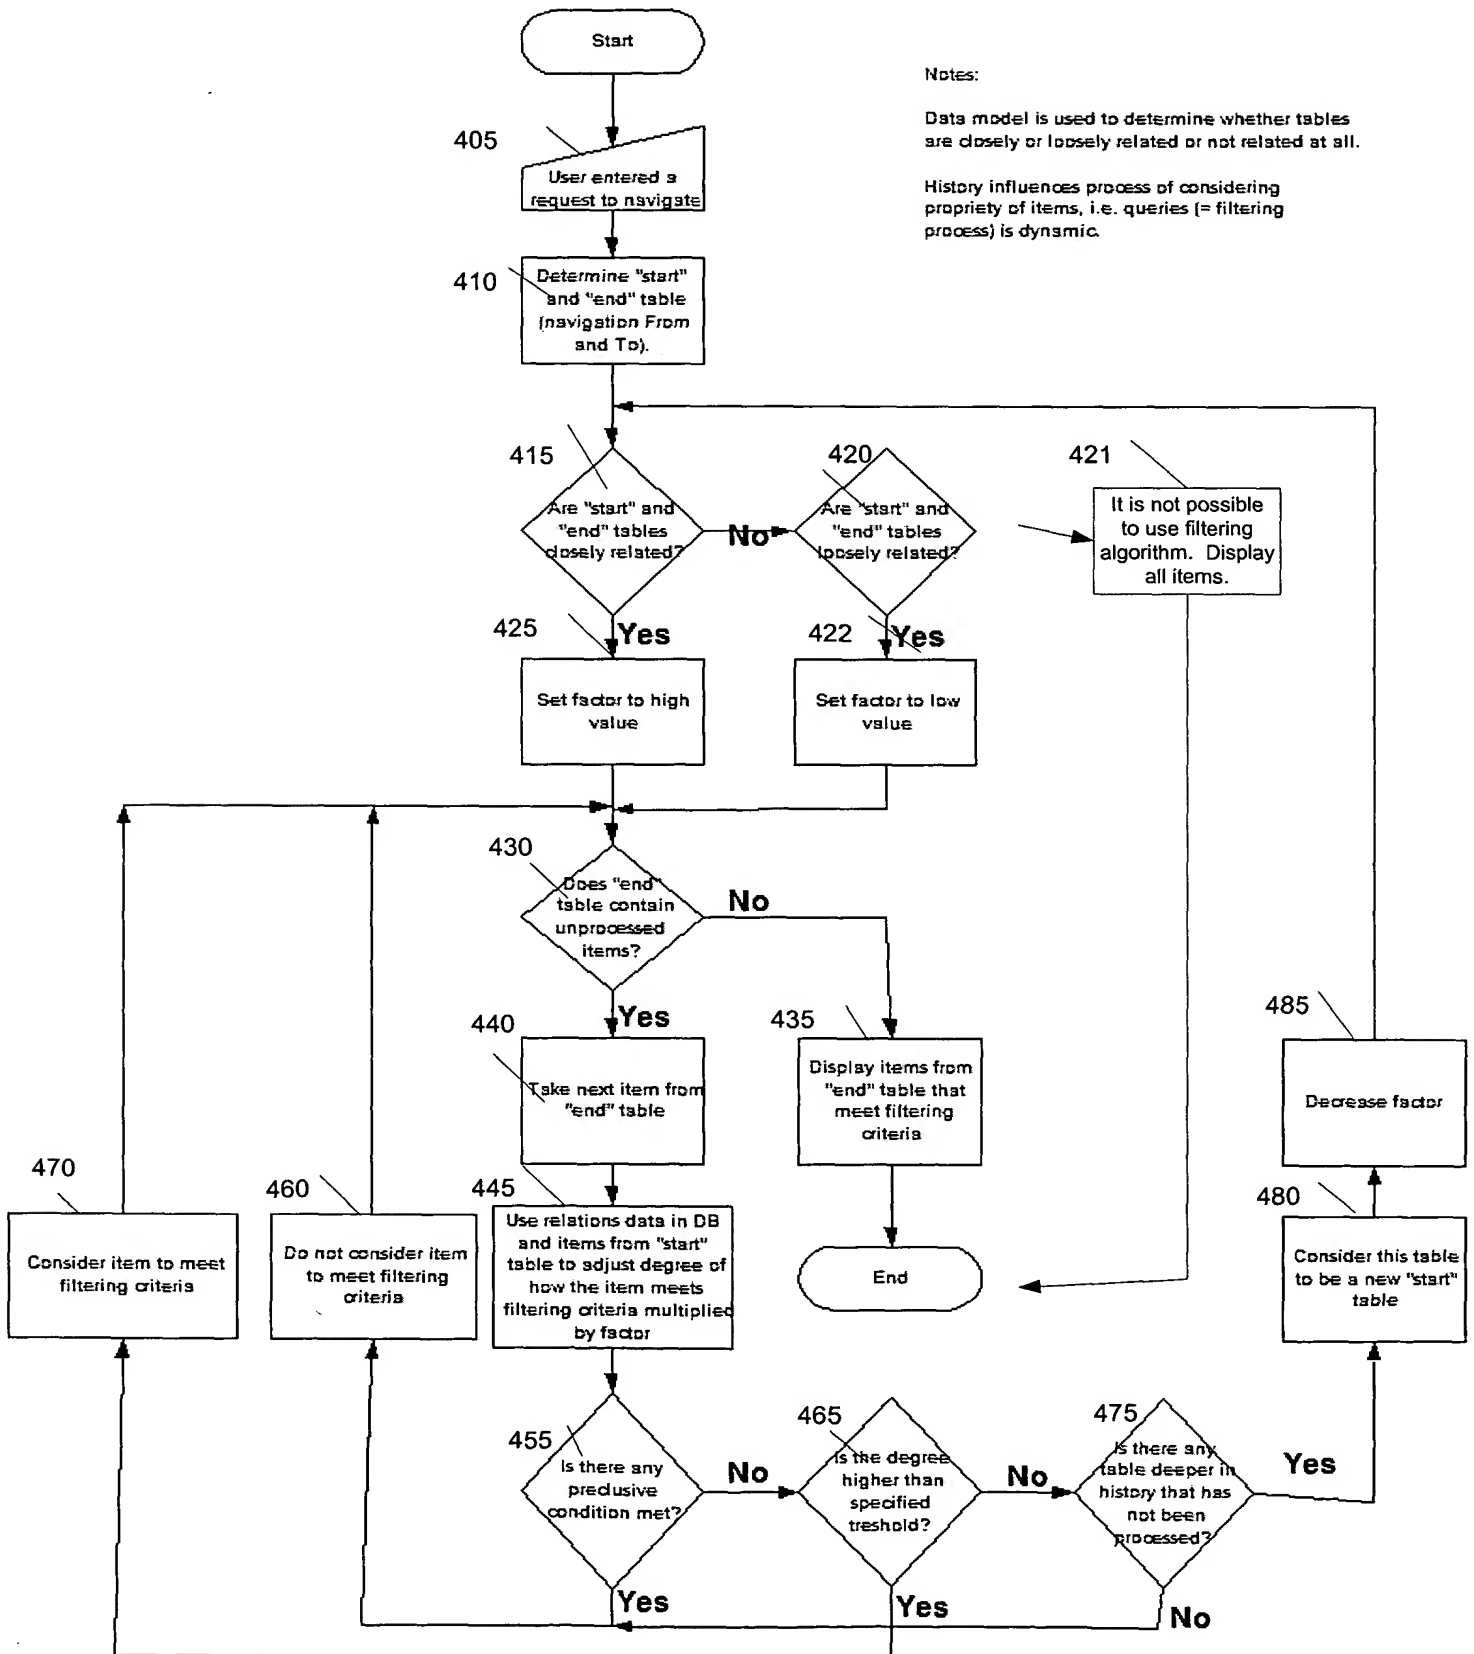 Start
Notes:
Data model is used to determine whether tables
are closely or loosely related or not related at all.
History influences process of considering
propriety of items, i.e. queries (= filtering
process) is dynamic.
405
User entered a
request to navigate
410
Determine "start"
and "end" table
(navigation From
and To).
415
Are "start" and
"end" tables
closely related?
No
420
Are "start" and
"end" tables
loosely related?
421
It is not possible
to use filtering
algorithm. Display
all items.
425
Yes
Set factor to high
value
422
Yes
Set factor to low
value
430
Does "end"
table contain
unprocessed
items?
No
Yes
440
Take next item from
"end" table
435
Display items from
"end" table that
meet filtering
criteria
485
Decrease factor
470
Consider item to meet
filtering criteria
460
Do not consider item
to meet filtering
criteria
445
Use relations data in DB
and items from "start"
table to adjust degree of
how the item meets
filtering criteria multiplied
by factor
End
480
Consider this table
to be a new "start"
table
455
Is there any
preclusive
condition met?
No
Yes
465
Is the degree
higher than
specified
treshold?
No
Yes
475
Is there any
table deeper in
history that has
not been
processed?
Yes
No